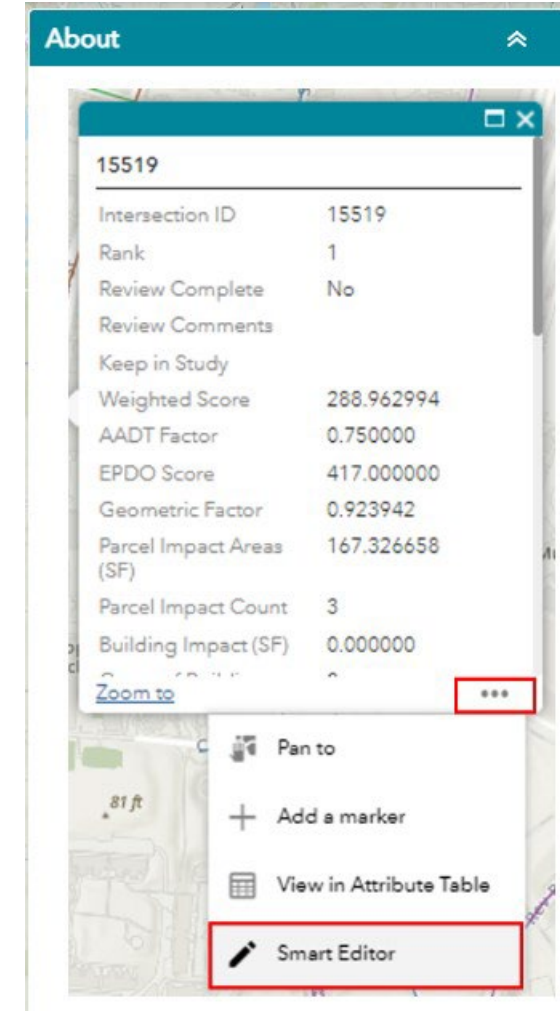 About
15519
Intersection ID 15519
Rank 1
Review Complete No
Review Comments
Keep in Study
Weighted Score 288.962994
AADT Factor 0.750000
EPDO Score 417.000000
Geometric Factor 0.923942
Parcel Impact Areas 167.326658
(SF)
Parcel Impact Count 3
Building Impact (SF) 0.000000
Zoom to
Pan to
81 ft
Add a marker
View in Attribute Table
Smart Editor